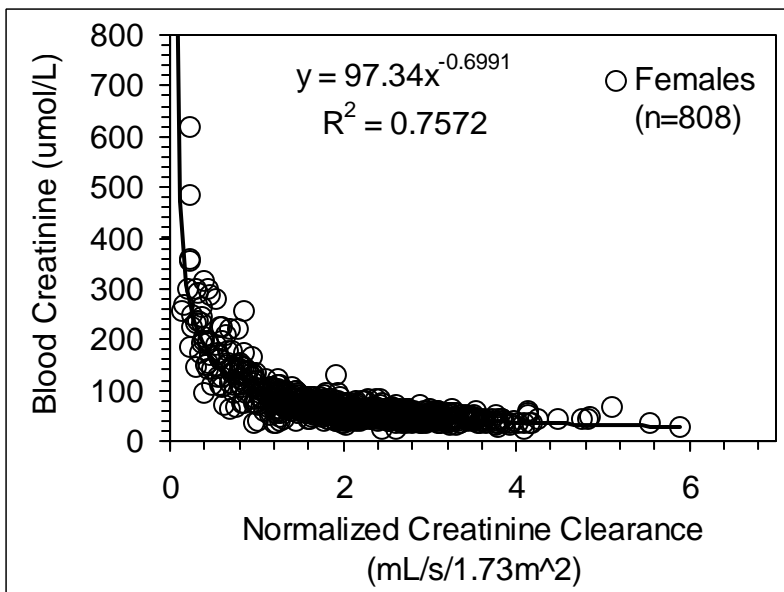 800
700
600
500
400
300
200
100
0
Blood Creatinine (umol/L)
y = 97.34x^-0.6991
R^2 = 0.7572
Females
(n=808)
0 2 4 6
Normalized Creatinine Clearance
(mL/s/1.73m^2)